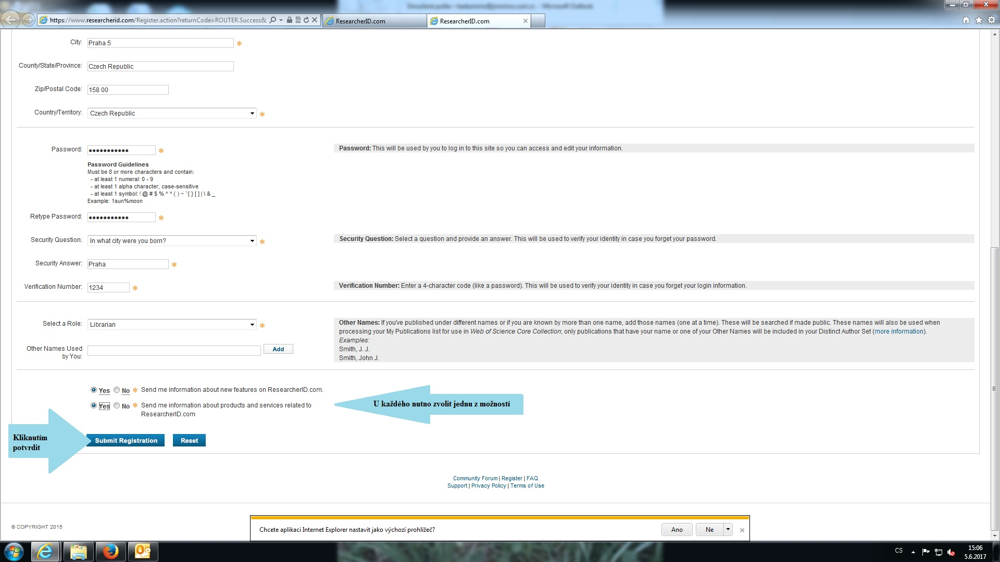 https://www.researcherid.com/Register.action?returnCode=ROUTER.Success&
ResearcherID.com
ResearcherID.com
City:
Praha 5
*
County/State/Province:
Czech Republic
Zip/Postal Code:
158 00
Country/Territory:
Czech Republic
*
Password:
•••••••••••
*
Password: This will be used by you to log in to this site so you can access and edit your information.
Password Guidelines
Must be 8 or more characters and contain:
- at least 1 numeral: 0 - 9
- at least 1 alpha character, case-sensitive
- at least 1 symbol: ! @ # $ % ^ * ( ) ~ `{ } [ ] | \ & _
Example: 1sun%moon
Retype Password:
•••••••••••
*
Security Question:
In what city were you born?
*
Security Question: Select a question and provide an answer. This will be used to verify your identity in case you forget your password.
Security Answer:
Praha
*
Verification Number:
1234
*
Verification Number: Enter a 4-character code (like a password). This will be used to verify your identity in case you forget your login information.
Select a Role:
Librarian
*
Other Names: If you've published under different names or if you are known by more than one name, add those names (one at a time). These will be searched if made public. These names will also be used when
processing your My Publications list for use in Web of Science Core Collection; only publications that have your name or one of your Other Names will be included in your Distinct Author Set (more information).
Examples:
Smith, J. J.
Smith, John J.
Other Names Used
by You:
Add
Yes No * Send me information about new features on ResearcherID.com.
Yes No * Send me information about products and services related to
ResearcherID.com
U každého nutno zvolit jednu z možností
Kliknutím
potvrdit
Submit Registration
Reset
Community Forum | Register | FAQ
Support | Privacy Policy | Terms of Use
© COPYRIGHT 2015
Chcete aplikaci Internet Explorer nastavit jako výchozí prohlížeč?
Ano
Ne
CS
15:06
5.6.2017